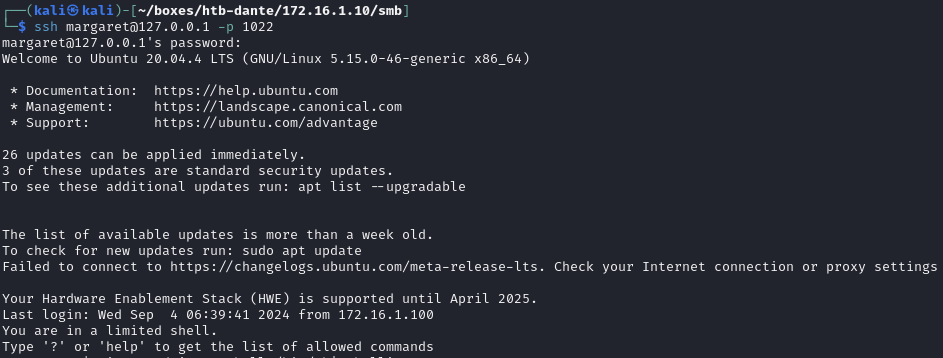 ┌──(kali㉿kali)-[~/boxes/htb-dante/172.16.1.10/smb]
└─$ ssh margaret@127.0.0.1 -p 1022
margaret@127.0.0.1's password:
Welcome to Ubuntu 20.04.4 LTS (GNU/Linux 5.15.0-46-generic x86_64)
* Documentation:  https://help.ubuntu.com
* Management:     https://landscape.canonical.com
* Support:        https://ubuntu.com/advantage
26 updates can be applied immediately.
3 of these updates are standard security updates.
To see these additional updates run: apt list --upgradable
The list of available updates is more than a week old.
To check for new updates run: sudo apt update
Failed to connect to https://changelogs.ubuntu.com/meta-release-lts. Check your Internet connection or proxy settings
Your Hardware Enablement Stack (HWE) is supported until April 2025.
Last login: Wed Sep  4 06:39:41 2024 from 172.16.1.100
You are in a limited shell.
Type '?' or 'help' to get the list of allowed commands